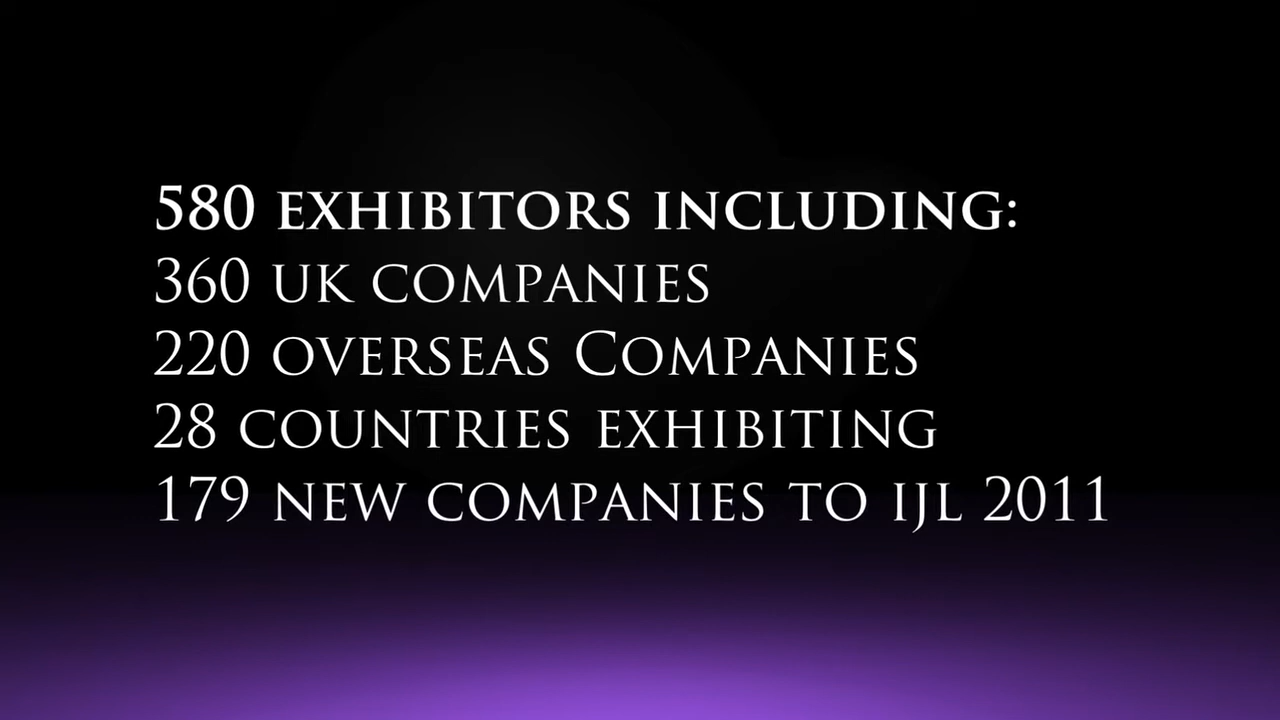 580 EXHIBITORS INCLUDING:
360 UK COMPANIES
220 OVERSEAS COMPANIES
28 COUNTRIES EXHIBITING
179 NEW COMPANIES TO IJL 2011